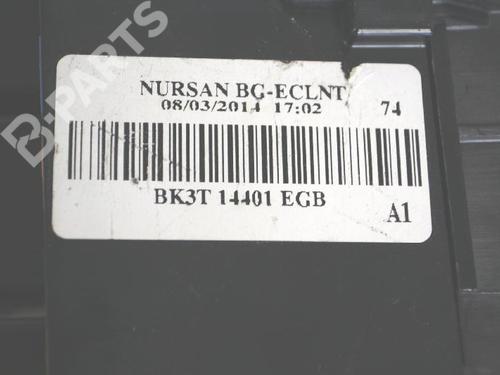 NURSAN BG-ECLNT
08/03/2014 17:02 74
BK3T 14401 EGB
A1
B-PARTS